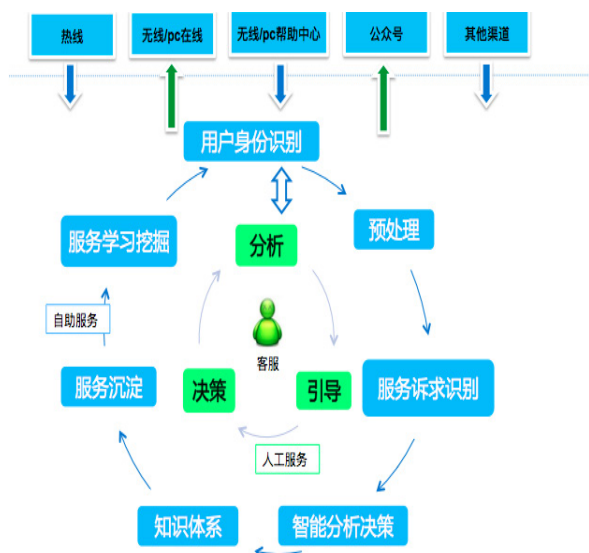 热线
无线/pc在线
无线/pc帮助中心
公众号
其他渠道
用户身份识别
服务学习挖掘
分析
预处理
自助服务
客服
服务沉淀
决策
引导
服务诉求识别
人工服务
知识体系
智能分析决策